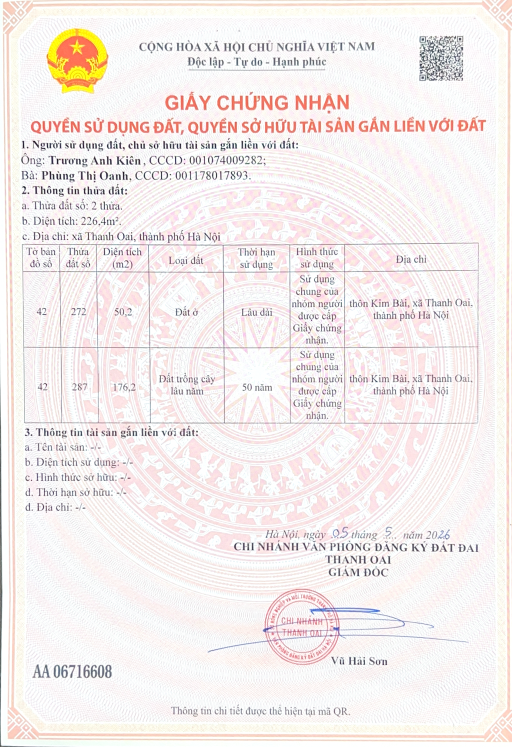 CỘNG HÒA XÃ HỘI CHỦ NGHĨA VIỆT NAM
Độc lập - Tự do - Hạnh phúc
GIẤY CHỨNG NHẬN
QUYỀN SỬ DỤNG ĐẤT, QUYỀN SỞ HỮU TÀI SẢN GẮN LIỀN VỚI ĐẤT
1. Người sử dụng đất, chủ sở hữu tài sản gắn liền với đất:
Ông: Trương Anh Kiên, CCCD: 001074009282;
Bà: Phùng Thị Oanh, CCCD: 001178017893.
2. Thông tin thửa đất:
a. Thửa đất số: 2 thửa.
b. Diện tích: 226,4m².
c. Địa chỉ: xã Thanh Oai, thành phố Hà Nội
Tờ bản đồ số | Thửa đất số | Diện tích (m2) | Loại đất | Thời hạn sử dụng | Hình thức sử dụng | Địa chỉ
42 | 272 | 50,2 | Đất ở | Lâu dài | Sử dụng chung của nhóm người được cấp Giấy chứng nhận. | thôn Kim Bài, xã Thanh Oai, thành phố Hà Nội
42 | 287 | 176,2 | Đất trồng cây lâu năm | 50 năm | Sử dụng chung của nhóm người được cấp Giấy chứng nhận. | thôn Kim Bài, xã Thanh Oai, thành phố Hà Nội
3. Thông tin tài sản gắn liền với đất:
a. Tên tài sản: -/-
b. Diện tích sử dụng: -/-
c. Hình thức sở hữu: -/-
d. Thời hạn sở hữu: -/-
đ. Địa chỉ: -/-
Hà Nội, ngày 05 tháng 5 năm 2026
CHI NHÁNH VĂN PHÒNG ĐĂNG KÝ ĐẤT ĐAI
THANH OAI
GIÁM ĐỐC
CHI NHÁNH
THANH OAI
Vũ Hải Sơn
AA 06716608
Thông tin chi tiết được thể hiện tại mã QR.